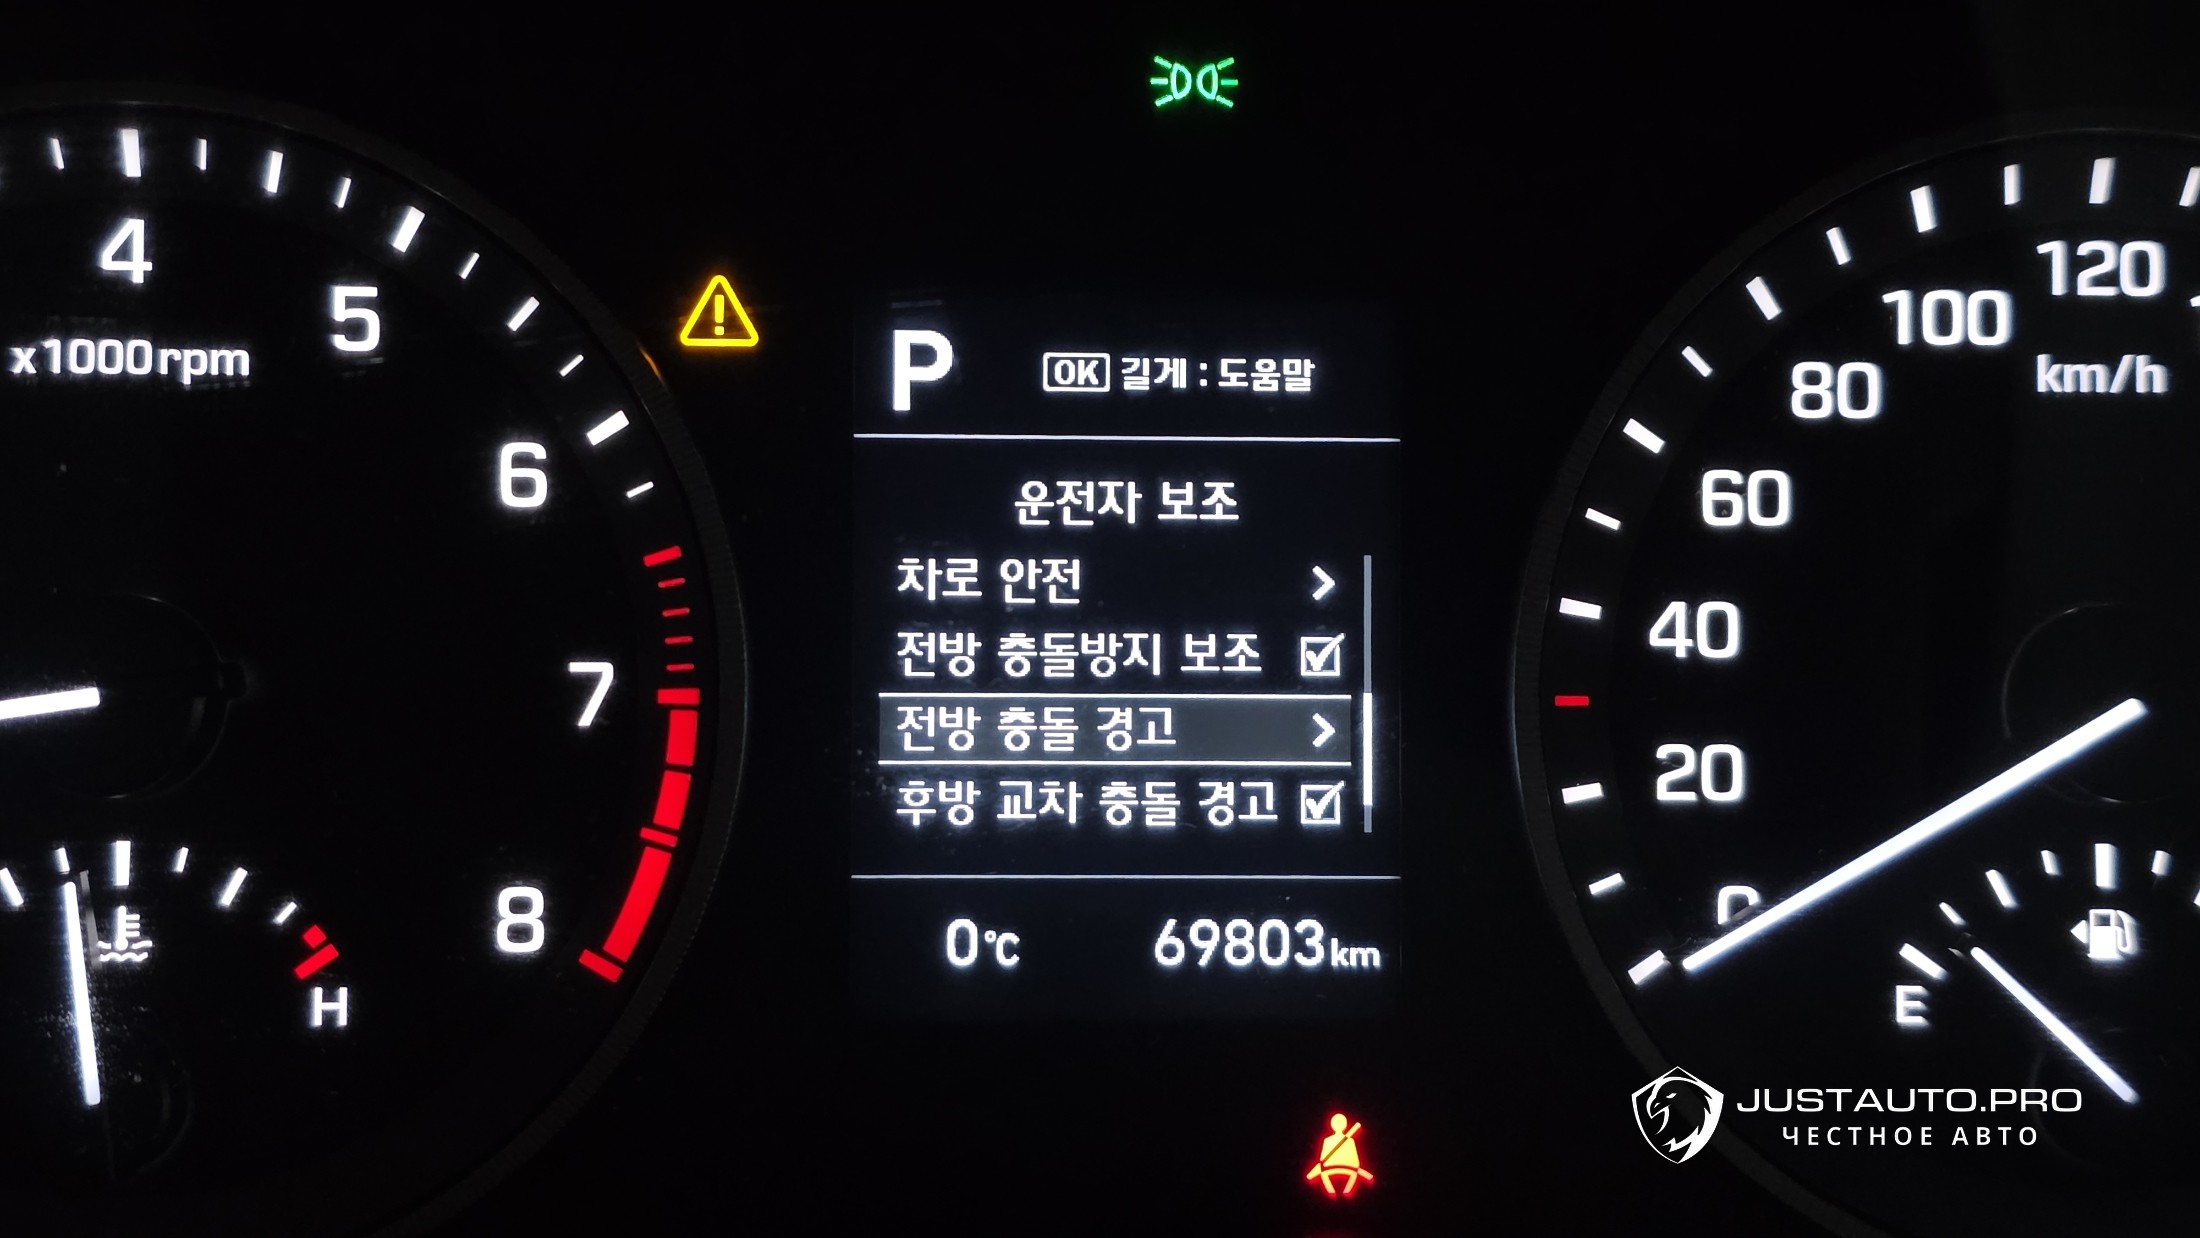 4
5
x1000rpm
6
7
8
H
P
OK 길게 : 도움말
운전자 보조
차로 안전
전방 충돌방지 보조
전방 충돌 경고
후방 교차 충돌 경고
0℃ 69803km
120
100
km/h
80
60
40
20
0
E
JUSTAUTO.PRO
ЧЕСТНОЕ АВТО